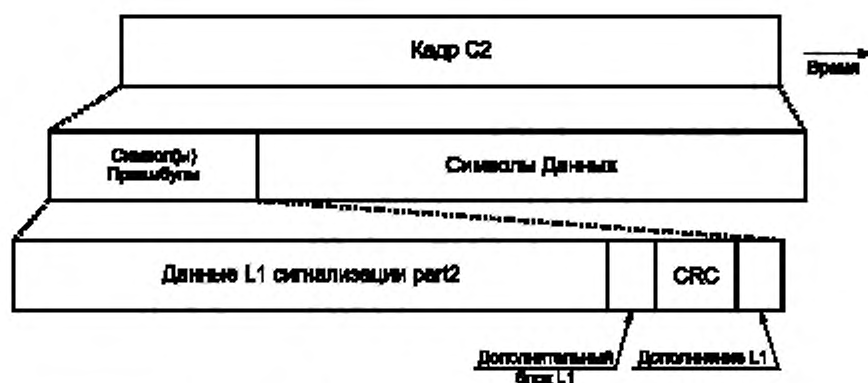 Кадр С2
Время
Символ(ы)
Преамбулы
Символы Данных
Данные L1 сигнализации part2
CRC
Дополнительный
блок L1
Дополнение L1